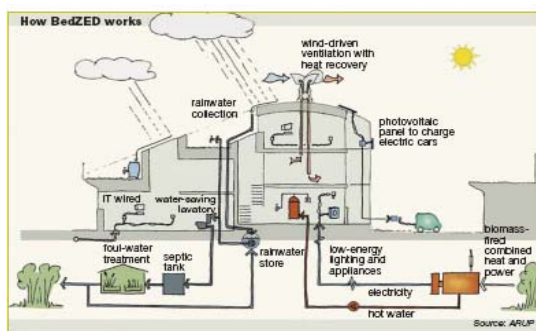 How BedZED works
wind-driven
ventilation with
heat recovery
rainwater
collection
photovoltaic
panel to charge
electric cars
IT wired
water-saving
lavatory
biomass-
fired
combined
heat and
power
foul-water
treatment
septic
tank
rainwater
store
low-energy
lighting and
appliances
electricity
hot water
Source: ARUP